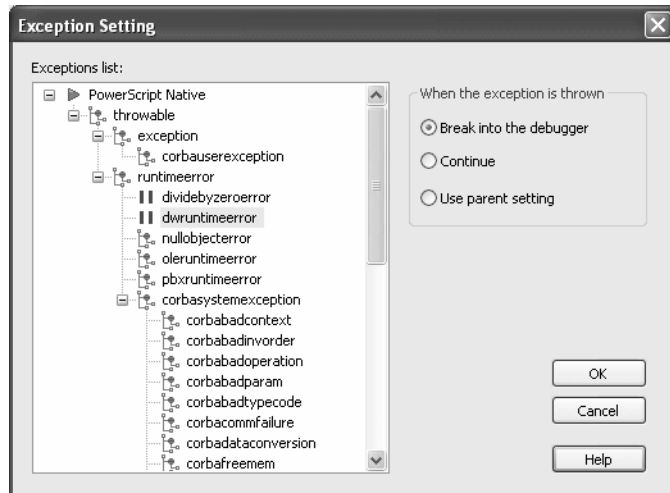 Exception Setting
Exceptions list:
PowerScript Native
throwable
exception
corbauserexception
runtimeerror
dividebyzeroerror
dwruntimeerror
nullobjecterror
oleruntimeerror
pbxruntimeerror
corbasystemexception
corbabadcontext
corbabadinvorder
corbabadoperation
corbabadparam
corbabadtypecode
corbacommfailure
corbadataconversion
corbafreemem
When the exception is thrown
Break into the debugger
Continue
Use parent setting
OK
Cancel
Help